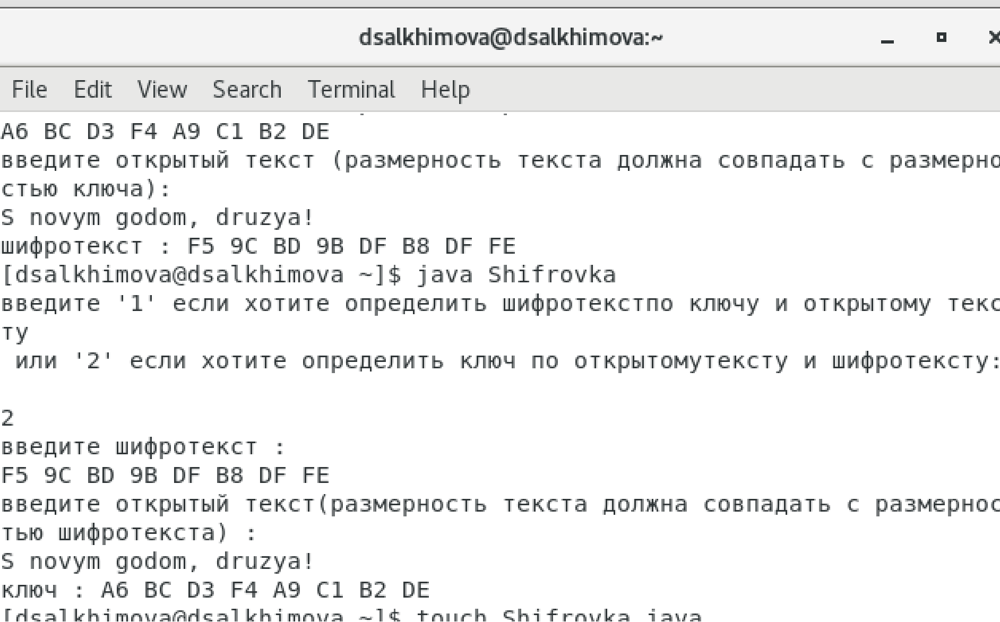 dsalkhimova@dsalkhimova:~
File Edit View Search Terminal Help
A6 BC D3 F4 A9 C1 B2 DE
введите открытый текст (размерность текста должна совпадать с размерно
стью ключа):
S novym godom, druzya!
шифротекст : F5 9C BD 9B DF B8 DF FE
[dsalkhimova@dsalkhimova ~]$ java Shifrovka
введите '1' если хотите определить шифротекстпо ключу и открытому текс
ту
или '2' если хотите определить ключ по открытомутексту и шифротексту:
2
введите шифротекст :
F5 9C BD 9B DF B8 DF FE
введите открытый текст(размерность текста должна совпадать с размернос
тью шифротекста) :
S novym godom, druzya!
ключ : A6 BC D3 F4 A9 C1 B2 DE
[dsalkhimova@dsalkhimova ~]$ touch Shifrovka.java